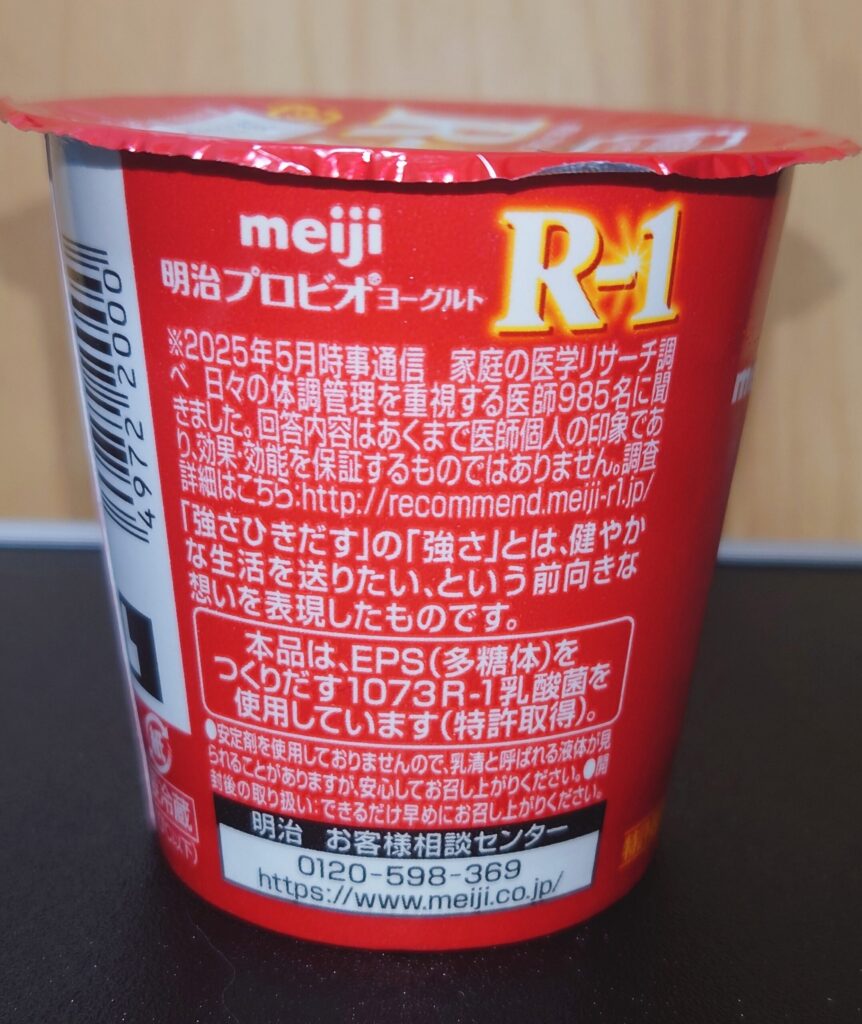 meiji
明治プロビオ®ヨーグルト R-1
※2025年5月時事通信 家庭の医学リサーチ調
べ 日々の体調管理を重視する医師985名に聞
きました。回答内容はあくまで医師個人の印象であ
り、効果・効能を保証するものではありません。調査
詳細はこちら:http://recommend.meiji-r1.jp/
「強さひきだす」の「強さ」とは、健やか
な生活を送りたい、という前向きな
想いを表現したものです。
本品は、EPS(多糖体)を
つくりだす1073R-1乳酸菌を
使用しています(特許取得)。
●安定剤を使用しておりませんので、乳清と呼ばれる液体が見
られることがありますが、安心してお召し上がりください。●開
封後の取り扱い:できるだけ早めにお召し上がりください。
明治 お客様相談センター
0120-598-369
https://www.meiji.co.jp/
4972 2000
紙
冷蔵
以下)